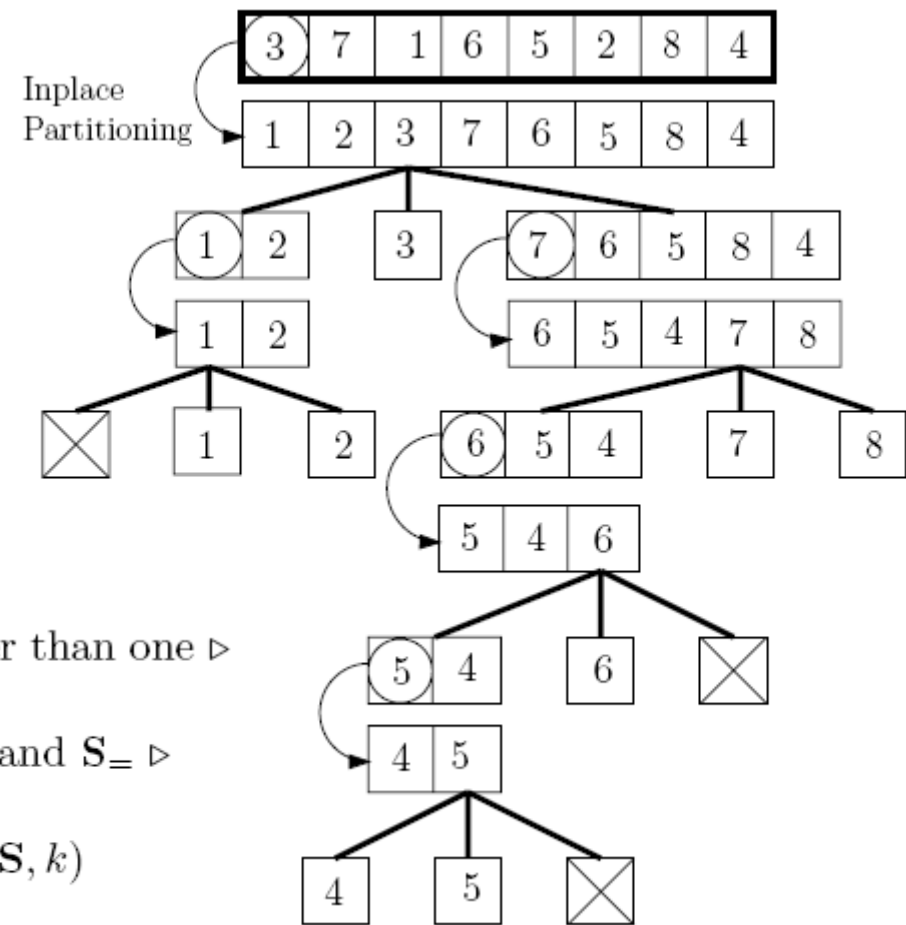 3 7 1 6 5 2 8 4
Inplace
Partitioning
1 2 3 7 6 5 8 4
1 2 3 7 6 5 8 4
1 2 6 5 4 7 8
1 2 6 5 4 7 8
5 4 6
r than one ▷
5 4 6
and S= ▷
4 5
S, k)
4 5